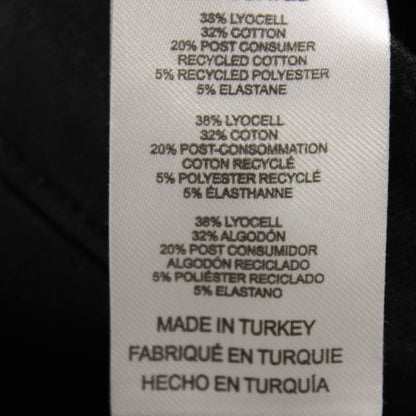 38% LYOCELL
32% COTTON
20% POST CONSUMER
RECYCLED COTTON
5% RECYCLED POLYESTER
5% ELASTANE
38% LYOCELL
32% COTON
20% POST-CONSOMMATION
COTON RECYCLÉ
5% POLYESTER RECYCLÉ
5% ÉLASTHANNE
38% LYOCELL
32% ALGODÓN
20% POST CONSUMIDOR
ALGODÓN RECICLADO
5% POLIÉSTER RECICLADO
5% ELASTANO
MADE IN TURKEY
FABRIQUÉ EN TURQUIE
HECHO EN TURQUÍA